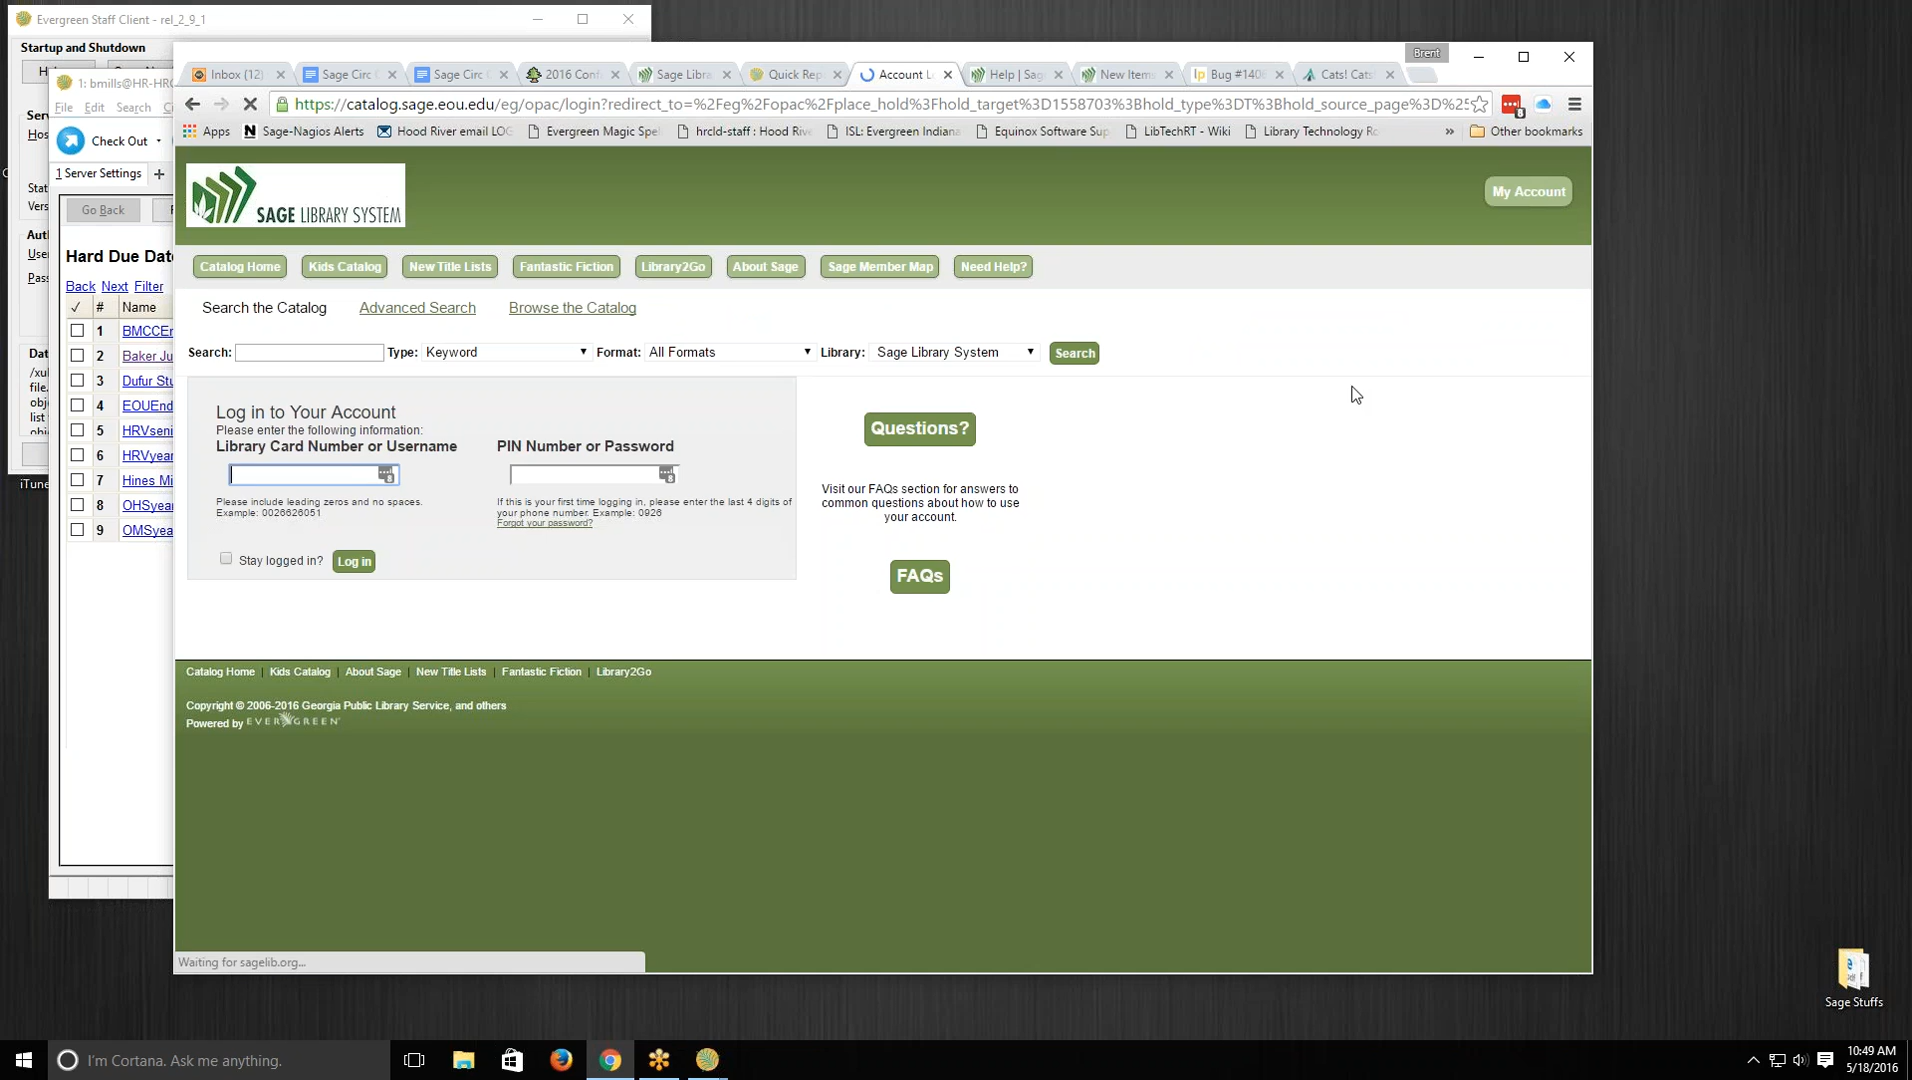 Evergreen Staff Client - rel_2_9_1
Startup and Shutdown
1: bmills@HR-HRC
File Edit Search
Check Out
1 Server Settings +
Go Back
Hard Due Dat
Back Next Filter
✓ # Name
1 BMCCEn
2 Baker Ju
3 Dufur Stu
4 EOUEnd
5 HRVseni
6 HRVyear
7 Hines Mi
8 OHSyea
9 OMSyea
iTune
Brent
Inbox (12)
Sage Circ
Sage Circ
2016 Conf
Sage Libra
Quick Rep
Account L
Help | Sag
New Items
Bug #1408
Cats! Cats
https://catalog.sage.eou.edu/eg/opac/login?redirect_to=%2Feg%2Fopac%2Fplace_hold%3Fhold_target%3D1558703%3Bhold_type%3DT%3Bhold_source_page%3D%25
Apps
Sage-Nagios Alerts
Hood River email LOG
Evergreen Magic Spel
hrcld-staff : Hood Rive
ISL: Evergreen Indiana
Equinox Software Sup
LibTechRT - Wiki
Library Technology Ro
»
Other bookmarks
SAGE LIBRARY SYSTEM
My Account
Catalog Home
Kids Catalog
New Title Lists
Fantastic Fiction
Library2Go
About Sage
Sage Member Map
Need Help?
Search the Catalog
Advanced Search
Browse the Catalog
Search: Type: Keyword Format: All Formats Library: Sage Library System Search
Log in to Your Account
Please enter the following information:
Library Card Number or Username
Please include leading zeros and no spaces.
Example: 0026626051
PIN Number or Password
If this is your first time logging in, please enter the last 4 digits of
your phone number. Example: 0926
Forgot your password?
Stay logged in? Log in
Questions?
Visit our FAQs section for answers to
common questions about how to use
your account.
FAQs
Catalog Home | Kids Catalog | About Sage | New Title Lists | Fantastic Fiction | Library2Go
Copyright © 2006-2016 Georgia Public Library Service, and others
Powered by EVERGREEN
Waiting for sagelib.org...
Sage Stuffs
I'm Cortana. Ask me anything.
10:49 AM
5/18/2016